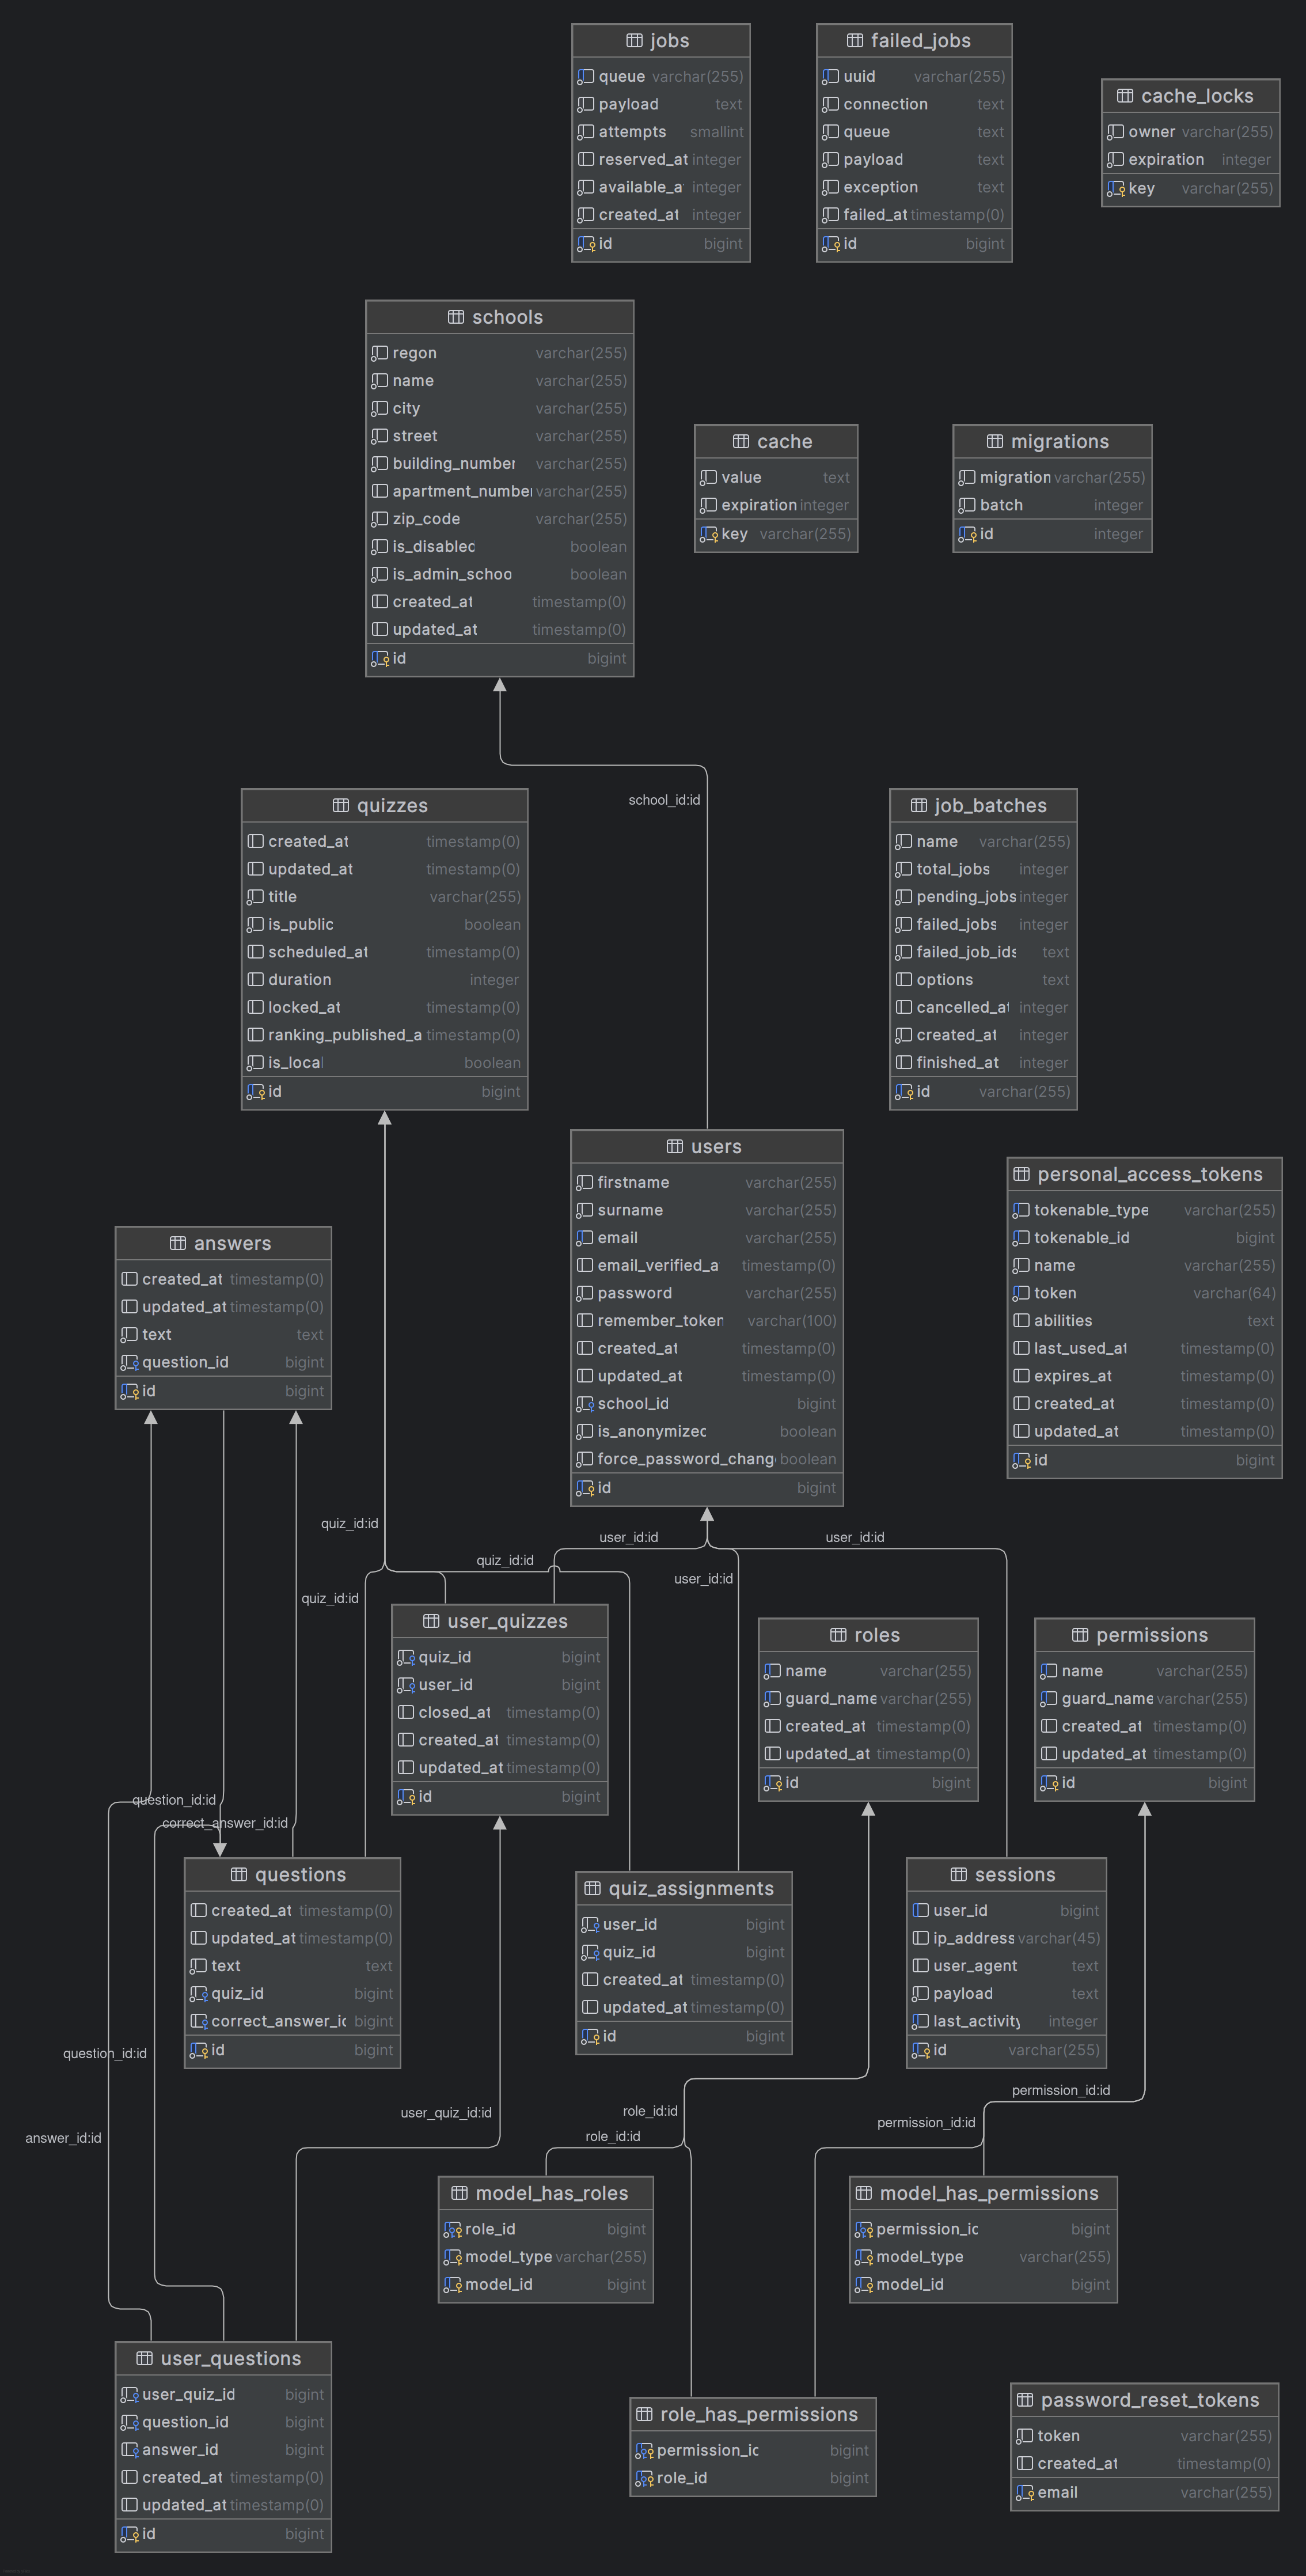 jobs
queue varchar(255)
payload text
attempts smallint
reserved_at integer
available_a integer
created_at integer
id bigint
failed_jobs
uuid varchar(255)
connection text
queue text
payload text
exception text
failed_at timestamp(0)
id bigint
cache_locks
owner varchar(255)
expiration integer
key varchar(255)
schools
regon varchar(255)
name varchar(255)
city varchar(255)
street varchar(255)
building_number varchar(255)
apartment_number varchar(255)
zip_code varchar(255)
is_disabled boolean
is_admin_schoo boolean
created_at timestamp(0)
updated_at timestamp(0)
id bigint
cache
value text
expiration integer
key varchar(255)
migrations
migration varchar(255)
batch integer
id integer
school_id:id
quizzes
created_at timestamp(0)
updated_at timestamp(0)
title varchar(255)
is_public boolean
scheduled_at timestamp(0)
duration integer
locked_at timestamp(0)
ranking_published_a timestamp(0)
is_local boolean
id bigint
job_batches
name varchar(255)
total_jobs integer
pending_jobs integer
failed_jobs integer
failed_job_ids text
options text
cancelled_at integer
created_at integer
finished_at integer
id varchar(255)
users
firstname varchar(255)
surname varchar(255)
email varchar(255)
email_verified_a timestamp(0)
password varchar(255)
remember_token varchar(100)
created_at timestamp(0)
updated_at timestamp(0)
school_id bigint
is_anonymized boolean
force_password_chang boolean
id bigint
personal_access_tokens
tokenable_type varchar(255)
tokenable_id bigint
name varchar(255)
token varchar(64)
abilities text
last_used_at timestamp(0)
expires_at timestamp(0)
created_at timestamp(0)
updated_at timestamp(0)
id bigint
answers
created_at timestamp(0)
updated_at timestamp(0)
text text
question_id bigint
id bigint
quiz_id:id
user_id:id
user_id:id
quiz_id:id
user_id:id
quiz_id:id
user_quizzes
quiz_id bigint
user_id bigint
closed_at timestamp(0)
created_at timestamp(0)
updated_at timestamp(0)
id bigint
roles
name varchar(255)
guard_name varchar(255)
created_at timestamp(0)
updated_at timestamp(0)
id bigint
permissions
name varchar(255)
guard_name varchar(255)
created_at timestamp(0)
updated_at timestamp(0)
id bigint
question_id:id
correct_answer_id:id
questions
created_at timestamp(0)
updated_at timestamp(0)
text text
quiz_id bigint
correct_answer_id bigint
id bigint
quiz_assignments
user_id bigint
quiz_id bigint
created_at timestamp(0)
updated_at timestamp(0)
id bigint
sessions
user_id bigint
ip_address varchar(45)
user_agent text
payload text
last_activity integer
id varchar(255)
question_id:id
permission_id:id
user_quiz_id:id
role_id:id
permission_id:id
role_id:id
answer_id:id
model_has_roles
role_id bigint
model_type varchar(255)
model_id bigint
model_has_permissions
permission_ic bigint
model_type varchar(255)
model_id bigint
user_questions
user_quiz_id bigint
question_id bigint
answer_id bigint
created_at timestamp(0)
updated_at timestamp(0)
id bigint
role_has_permissions
permission_ic bigint
role_id bigint
password_reset_tokens
token varchar(255)
created_at timestamp(0)
email varchar(255)